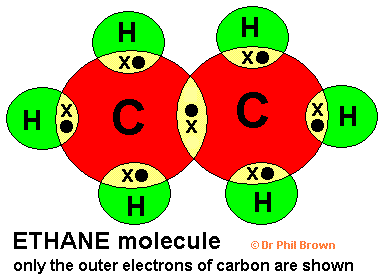 H H
X● X●
H X ● C ● X C X ● H
X● X●
H H
ETHANE molecule © Dr Phil Brown
only the outer electrons of carbon are shown